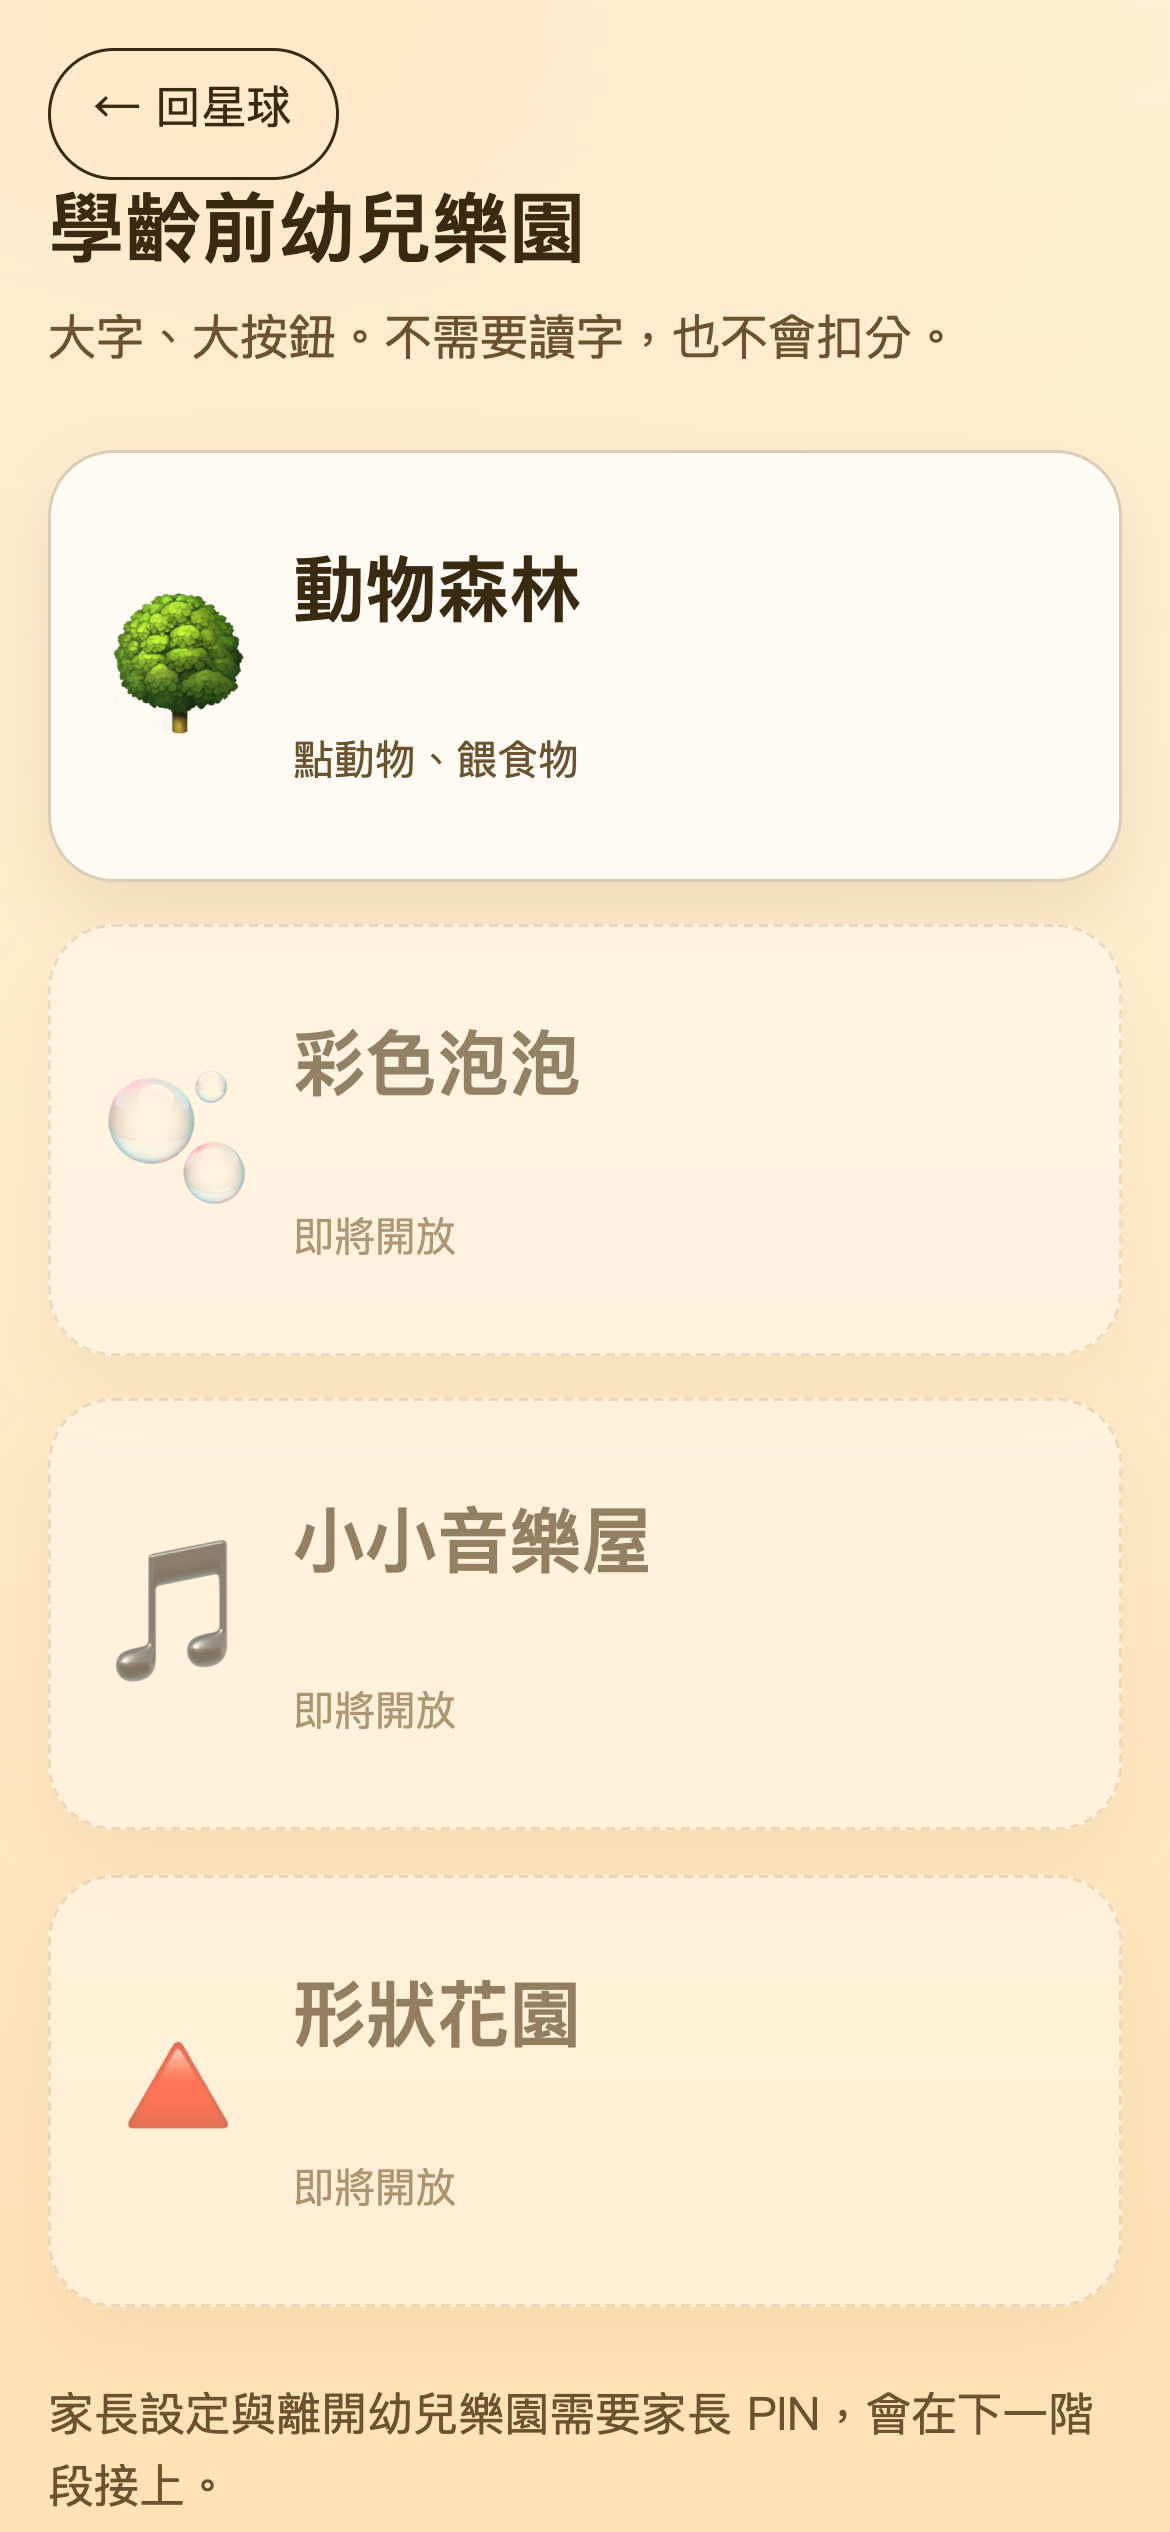 ← 回星球
學齡前幼兒樂園
大字、大按鈕。不需要讀字，也不會扣分。
動物森林
點動物、餵食物
彩色泡泡
即將開放
小小音樂屋
即將開放
形狀花園
即將開放
家長設定與離開幼兒樂園需要家長 PIN，會在下一階
段接上。